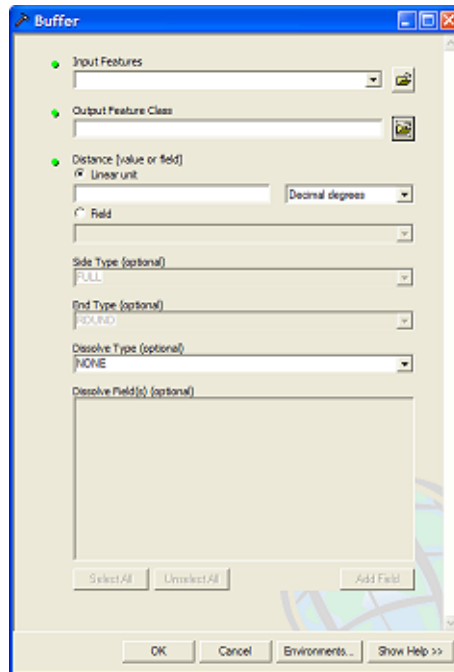 Buffer
Input Features
Output Feature Class
Distance [value or field]
Linear unit
Decimal degrees
Field
Side Type (optional)
FULL
End Type (optional)
ROUND
Dissolve Type (optional)
NONE
Dissolve Field(s) (optional)
Select All Unselect All Add Field
OK Cancel Environments... Show Help >>